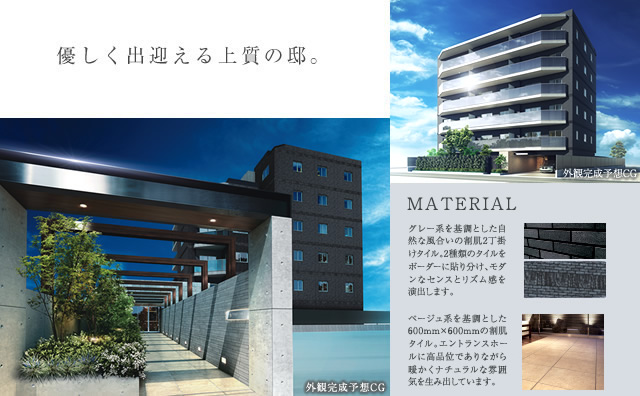 優しく出迎える上質の邸。
外観完成予想CG
外観完成予想CG
MATERIAL
グレー系を基調とした自
然な風合いの割肌2丁掛
けタイル。2種類のタイルを
ボーダーに貼り分け、モダ
ンなセンスとリズム感を
演出します。
ベージュ系を基調とした
600mm×600mmの割肌
タイル。エントランスホー
ルに高品位でありながら
暖かくナチュラルな雰囲
気を生み出しています。